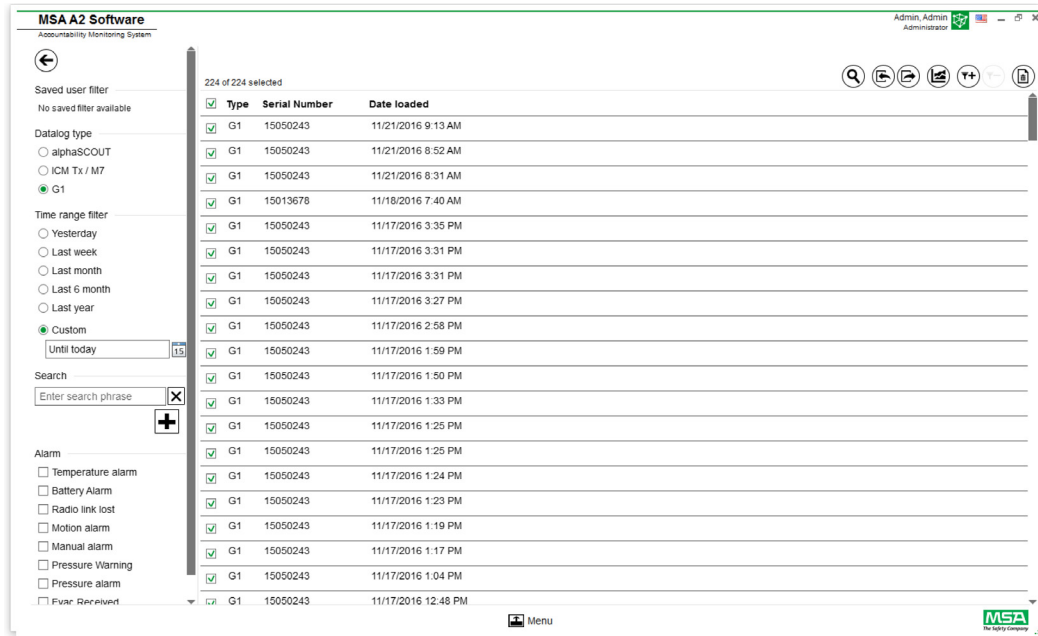 MSA A2 Software
Accountability Monitoring System
Admin, Admin
Administrator
Saved user filter
No saved filter available
Datalog type
alphaSCOUT
ICM Tx / M7
G1
Time range filter
Yesterday
Last week
Last month
Last 6 month
Last year
Custom
Until today
15
Search
Enter search phrase
Alarm
Temperature alarm
Battery Alarm
Radio link lost
Motion alarm
Manual alarm
Pressure Warning
Pressure alarm
Evac Received
224 of 224 selected
Type Serial Number Date loaded
G1 15050243 11/21/2016 9:13 AM
G1 15050243 11/21/2016 8:52 AM
G1 15050243 11/21/2016 8:31 AM
G1 15013678 11/18/2016 7:40 AM
G1 15050243 11/17/2016 3:35 PM
G1 15050243 11/17/2016 3:31 PM
G1 15050243 11/17/2016 3:31 PM
G1 15050243 11/17/2016 3:27 PM
G1 15050243 11/17/2016 2:58 PM
G1 15050243 11/17/2016 1:59 PM
G1 15050243 11/17/2016 1:50 PM
G1 15050243 11/17/2016 1:33 PM
G1 15050243 11/17/2016 1:25 PM
G1 15050243 11/17/2016 1:25 PM
G1 15050243 11/17/2016 1:24 PM
G1 15050243 11/17/2016 1:23 PM
G1 15050243 11/17/2016 1:19 PM
G1 15050243 11/17/2016 1:17 PM
G1 15050243 11/17/2016 1:04 PM
G1 15050243 11/17/2016 12:48 PM
Menu
MSA
The Safety Company